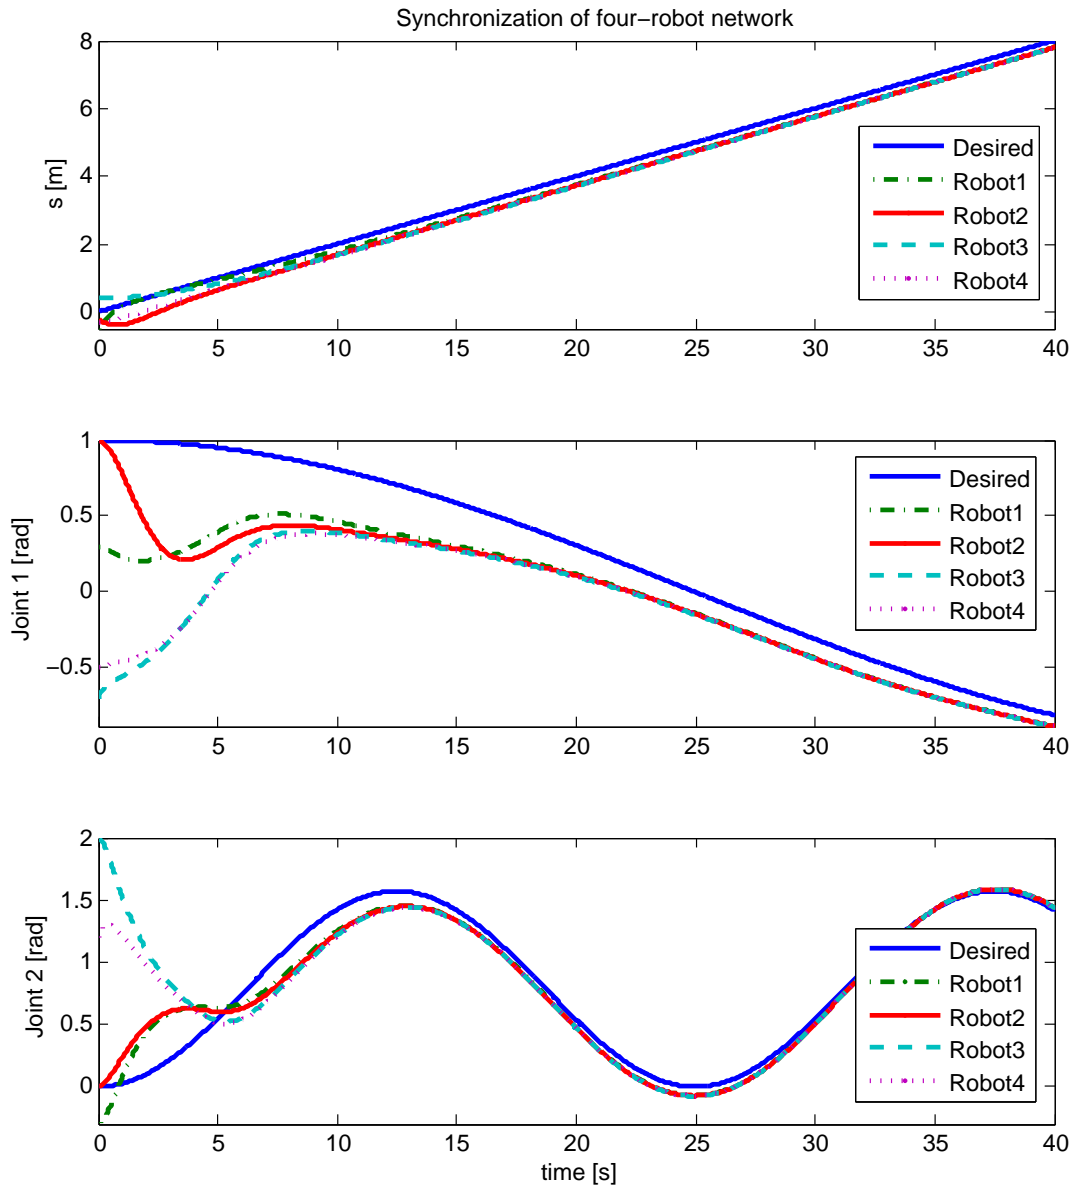 Synchronization of four−robot network
8
6
4
2
0
s [m]
Desired
Robot1
Robot2
Robot3
Robot4
0 5 10 15 20 25 30 35 40
1
0.5
0
−0.5
Joint 1 [rad]
Desired
Robot1
Robot2
Robot3
Robot4
0 5 10 15 20 25 30 35 40
2
1.5
1
0.5
0
Joint 2 [rad]
Desired
Robot1
Robot2
Robot3
Robot4
0 5 10 15 20 25 30 35 40
time [s]